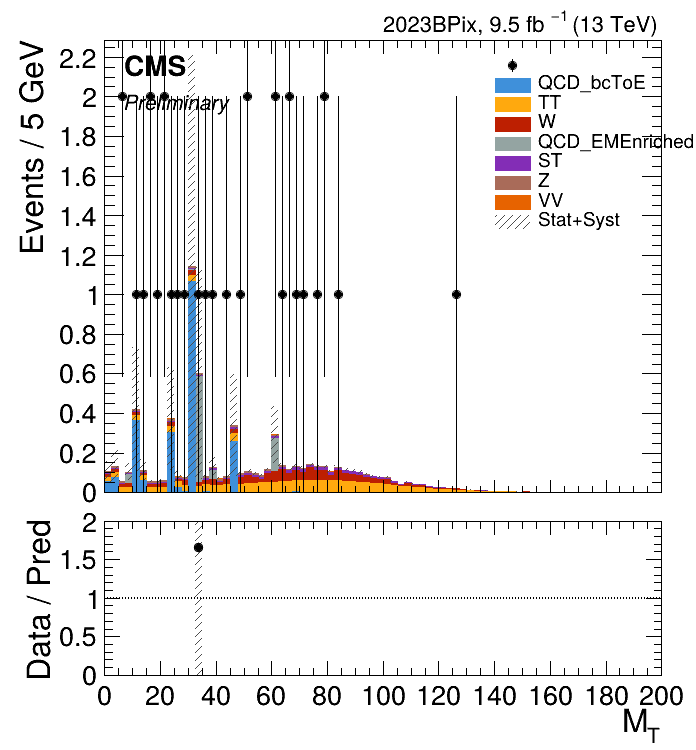 2023BPix, 9.5 fb⁻¹ (13 TeV)
CMS
Preliminary
Events / 5 GeV
2.2
2
1.8
1.6
1.4
1.2
1
0.8
0.6
0.4
0.2
0
QCD_bcToE
TT
W
QCD_EMEnriched
ST
Z
VV
Stat+Syst
Data / Pred
2
1.5
1
0.5
0
0 20 40 60 80 100 120 140 160 180 200
M_T